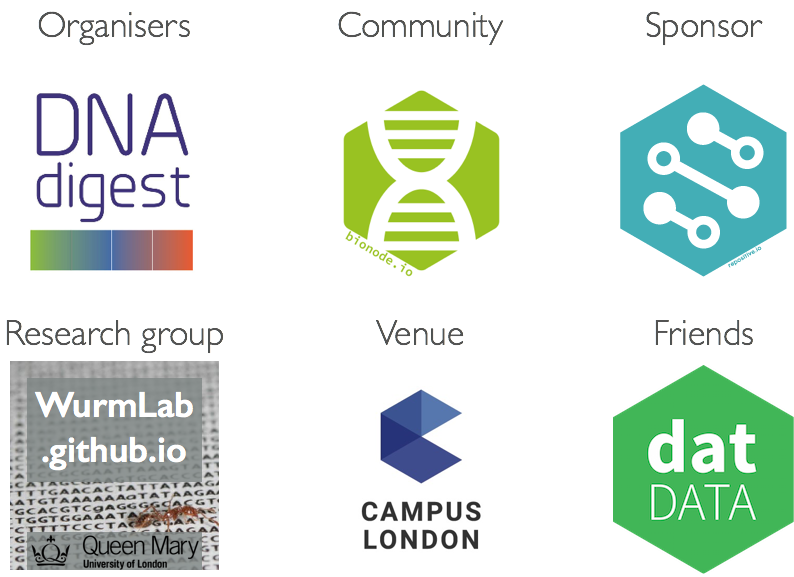 Organisers
Community
Sponsor
DNA
digest
bionode.io
repositive.io
Research group
Venue
Friends
WurmLab
.github.io
Queen Mary
University of London
CAMPUS
LONDON
dat
DATA